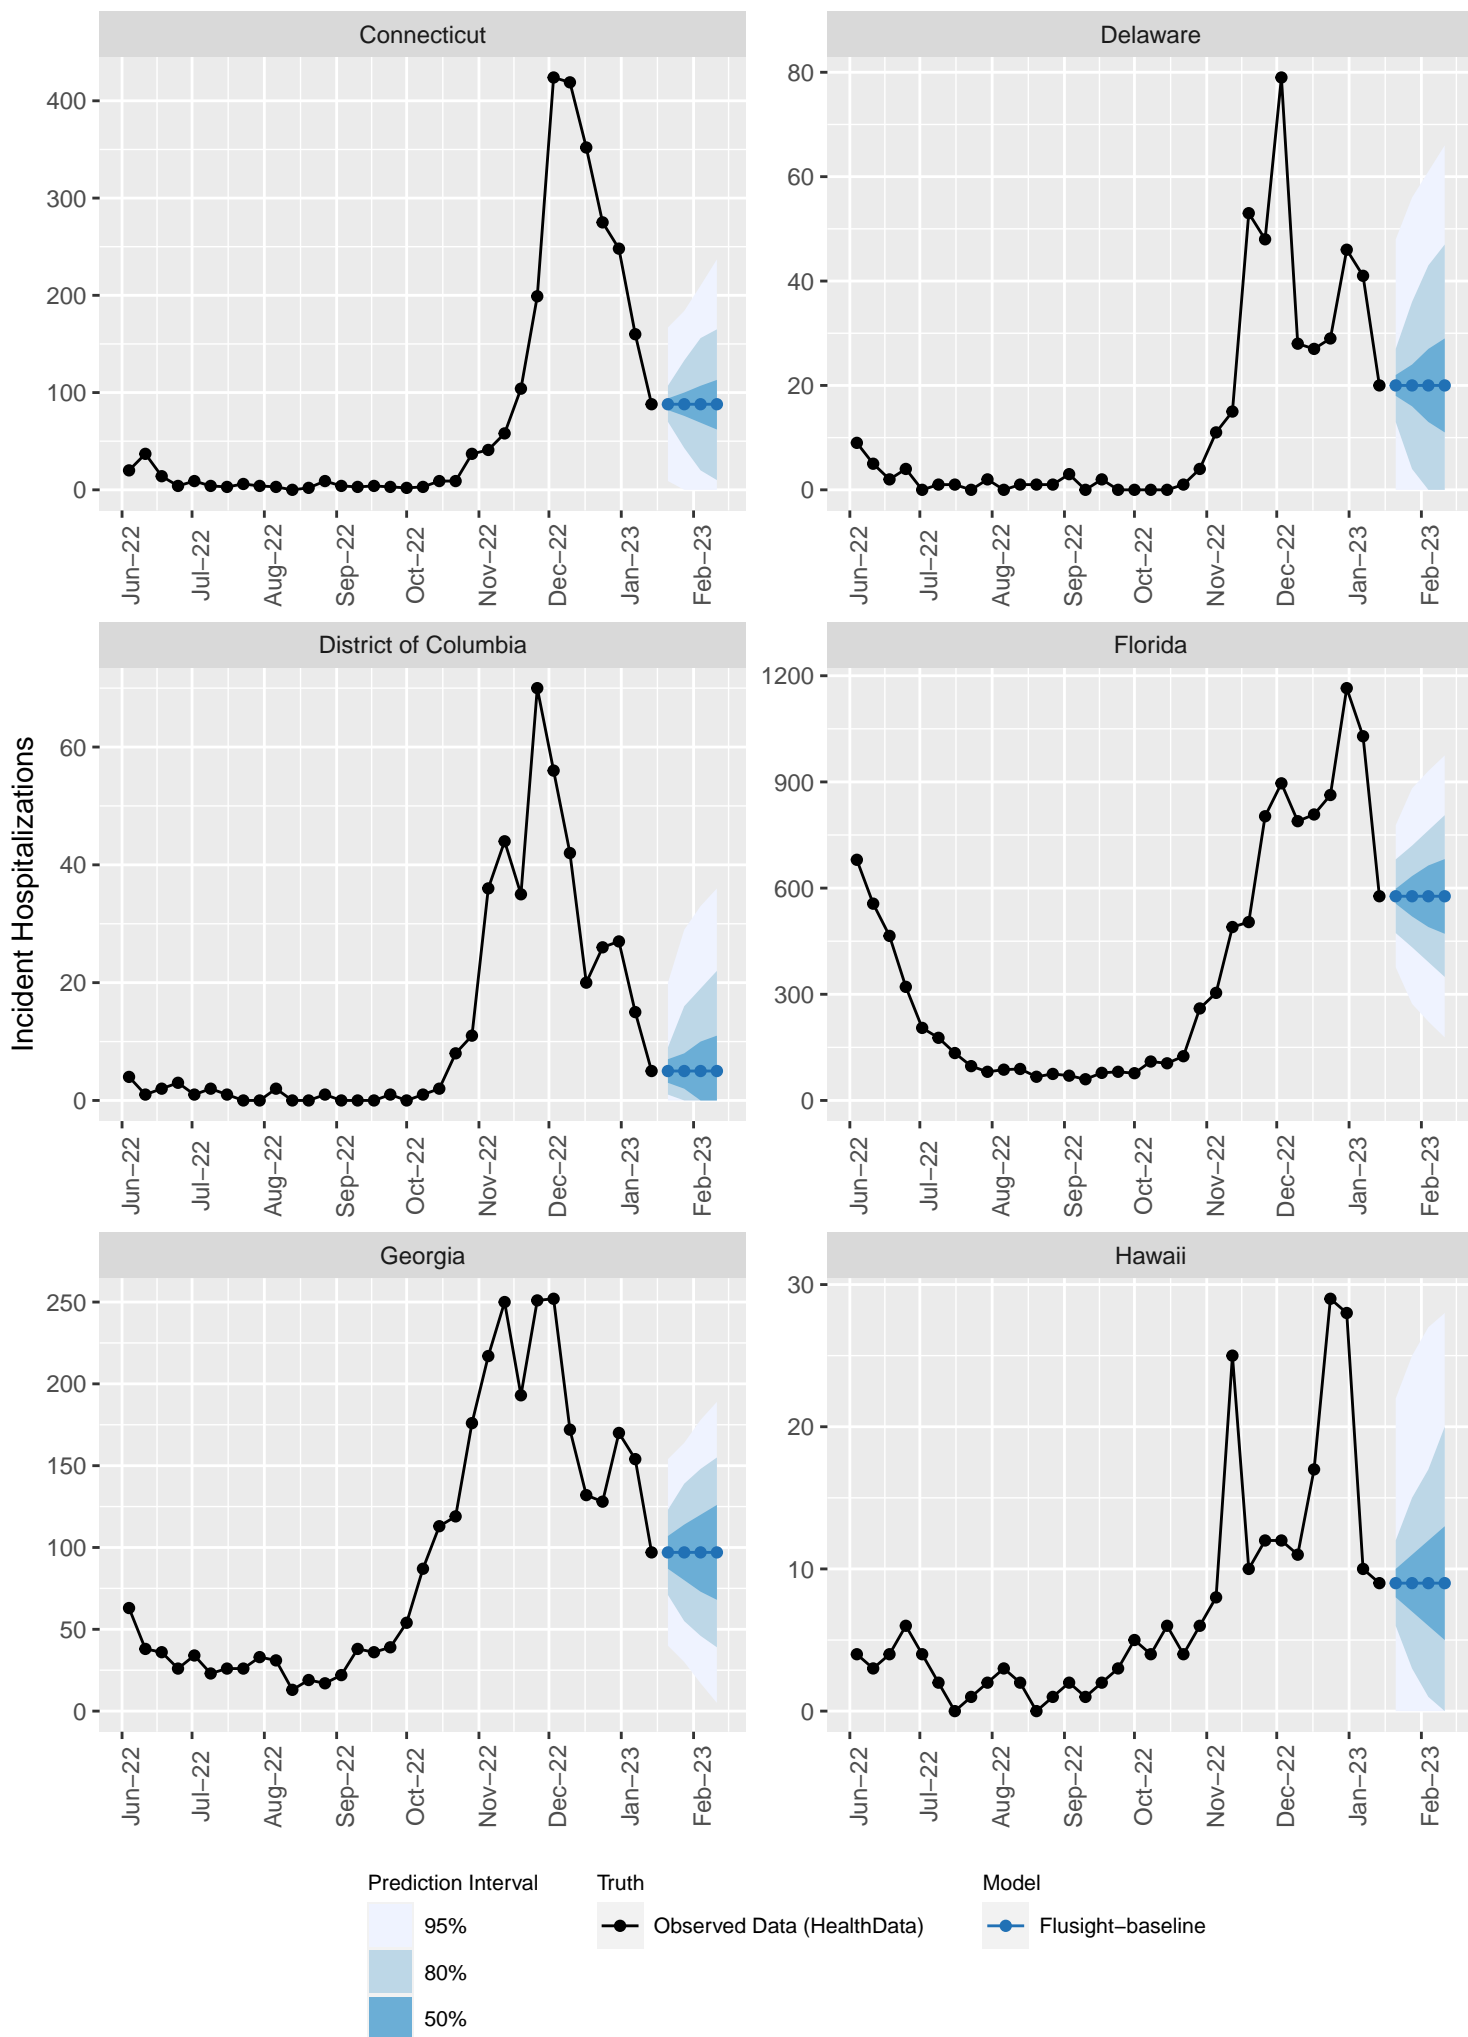 Connecticut
400
300
200
100
0
Jun−22
Jul−22
Aug−22
Sep−22
Oct−22
Nov−22
Dec−22
Jan−23
Feb−23
Delaware
80
60
40
20
0
Jun−22
Jul−22
Aug−22
Sep−22
Oct−22
Nov−22
Dec−22
Jan−23
Feb−23
Incident Hospitalizations
District of Columbia
60
40
20
0
Jun−22
Jul−22
Aug−22
Sep−22
Oct−22
Nov−22
Dec−22
Jan−23
Feb−23
Florida
1200
900
600
300
0
Jun−22
Jul−22
Aug−22
Sep−22
Oct−22
Nov−22
Dec−22
Jan−23
Feb−23
Georgia
250
200
150
100
50
0
Jun−22
Jul−22
Aug−22
Sep−22
Oct−22
Nov−22
Dec−22
Jan−23
Feb−23
Hawaii
30
20
10
0
Jun−22
Jul−22
Aug−22
Sep−22
Oct−22
Nov−22
Dec−22
Jan−23
Feb−23
Prediction Interval
95%
80%
50%
Truth
Observed Data (HealthData)
Model
Flusight−baseline